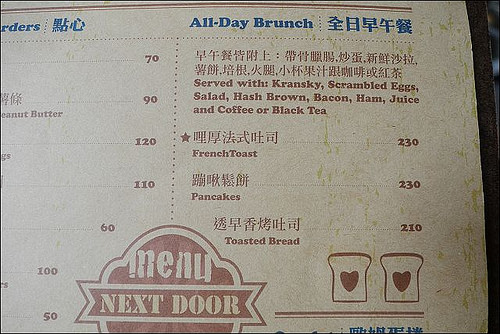 rders 點心
70
薯條
90
eanut Butter
120
gs
110
60
100
rs
50
All-Day Brunch 全日早午餐
早午餐皆附上：帶骨臘腸,炒蛋,新鮮沙拉,
薯餅,培根,火腿,小杯果汁跟咖啡或紅茶
Served with: Kransky, Scrambled Eggs,
Salad, Hash Brown, Bacon, Ham, Juice
and Coffee or Black Tea
★哩厚法式吐司 230
FrenchToast
蹦啾鬆餅 230
Pancakes
透早香烤吐司 210
Toasted Bread
menu
NEXT DOOR